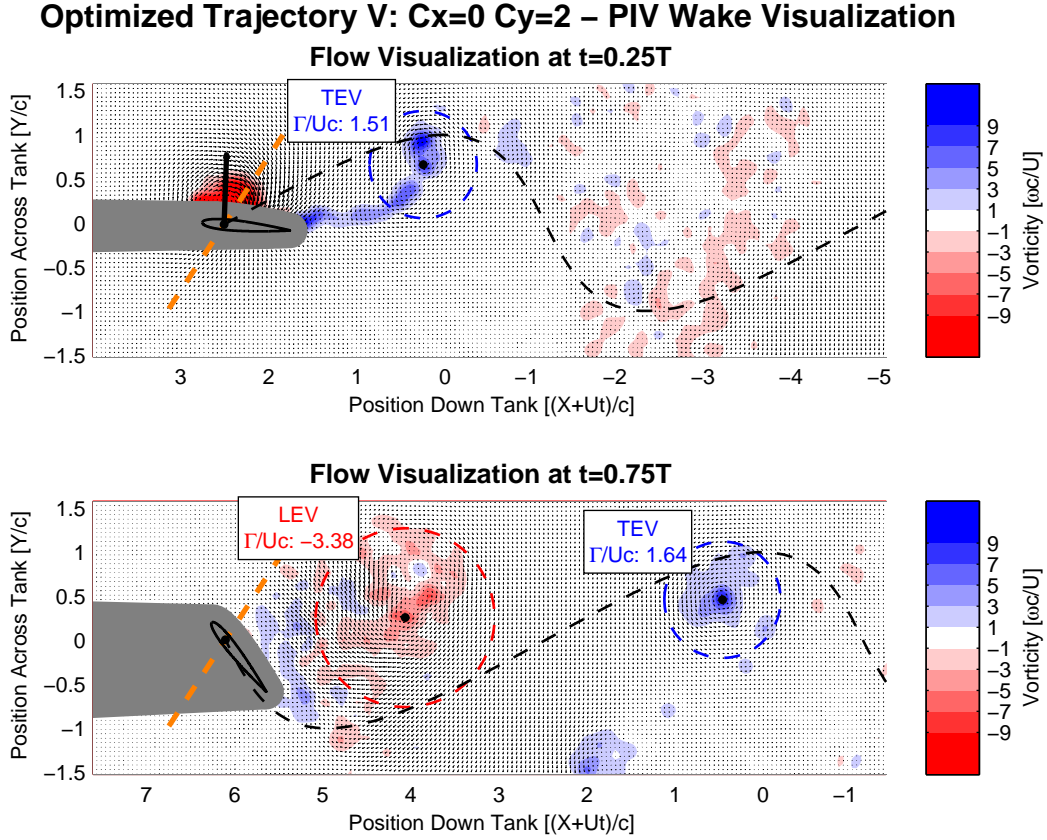 Optimized Trajectory V: Cx=0 Cy=2 − PIV Wake Visualization
Flow Visualization at t=0.25T
Position Across Tank [Y/c]
1.5
1
0.5
0
−0.5
−1
−1.5
TEV
Γ/Uc: 1.51
3 2 1 0 −1 −2 −3 −4 −5
Position Down Tank [(X+Ut)/c]
9
7
5
3
1
−1
−3
−5
−7
−9
Vorticity [ωc/U]
Flow Visualization at t=0.75T
Position Across Tank [Y/c]
1.5
1
0.5
0
−0.5
−1
−1.5
LEV
Γ/Uc: −3.38
TEV
Γ/Uc: 1.64
7 6 5 4 3 2 1 0 −1
Position Down Tank [(X+Ut)/c]
9
7
5
3
1
−1
−3
−5
−7
−9
Vorticity [ωc/U]